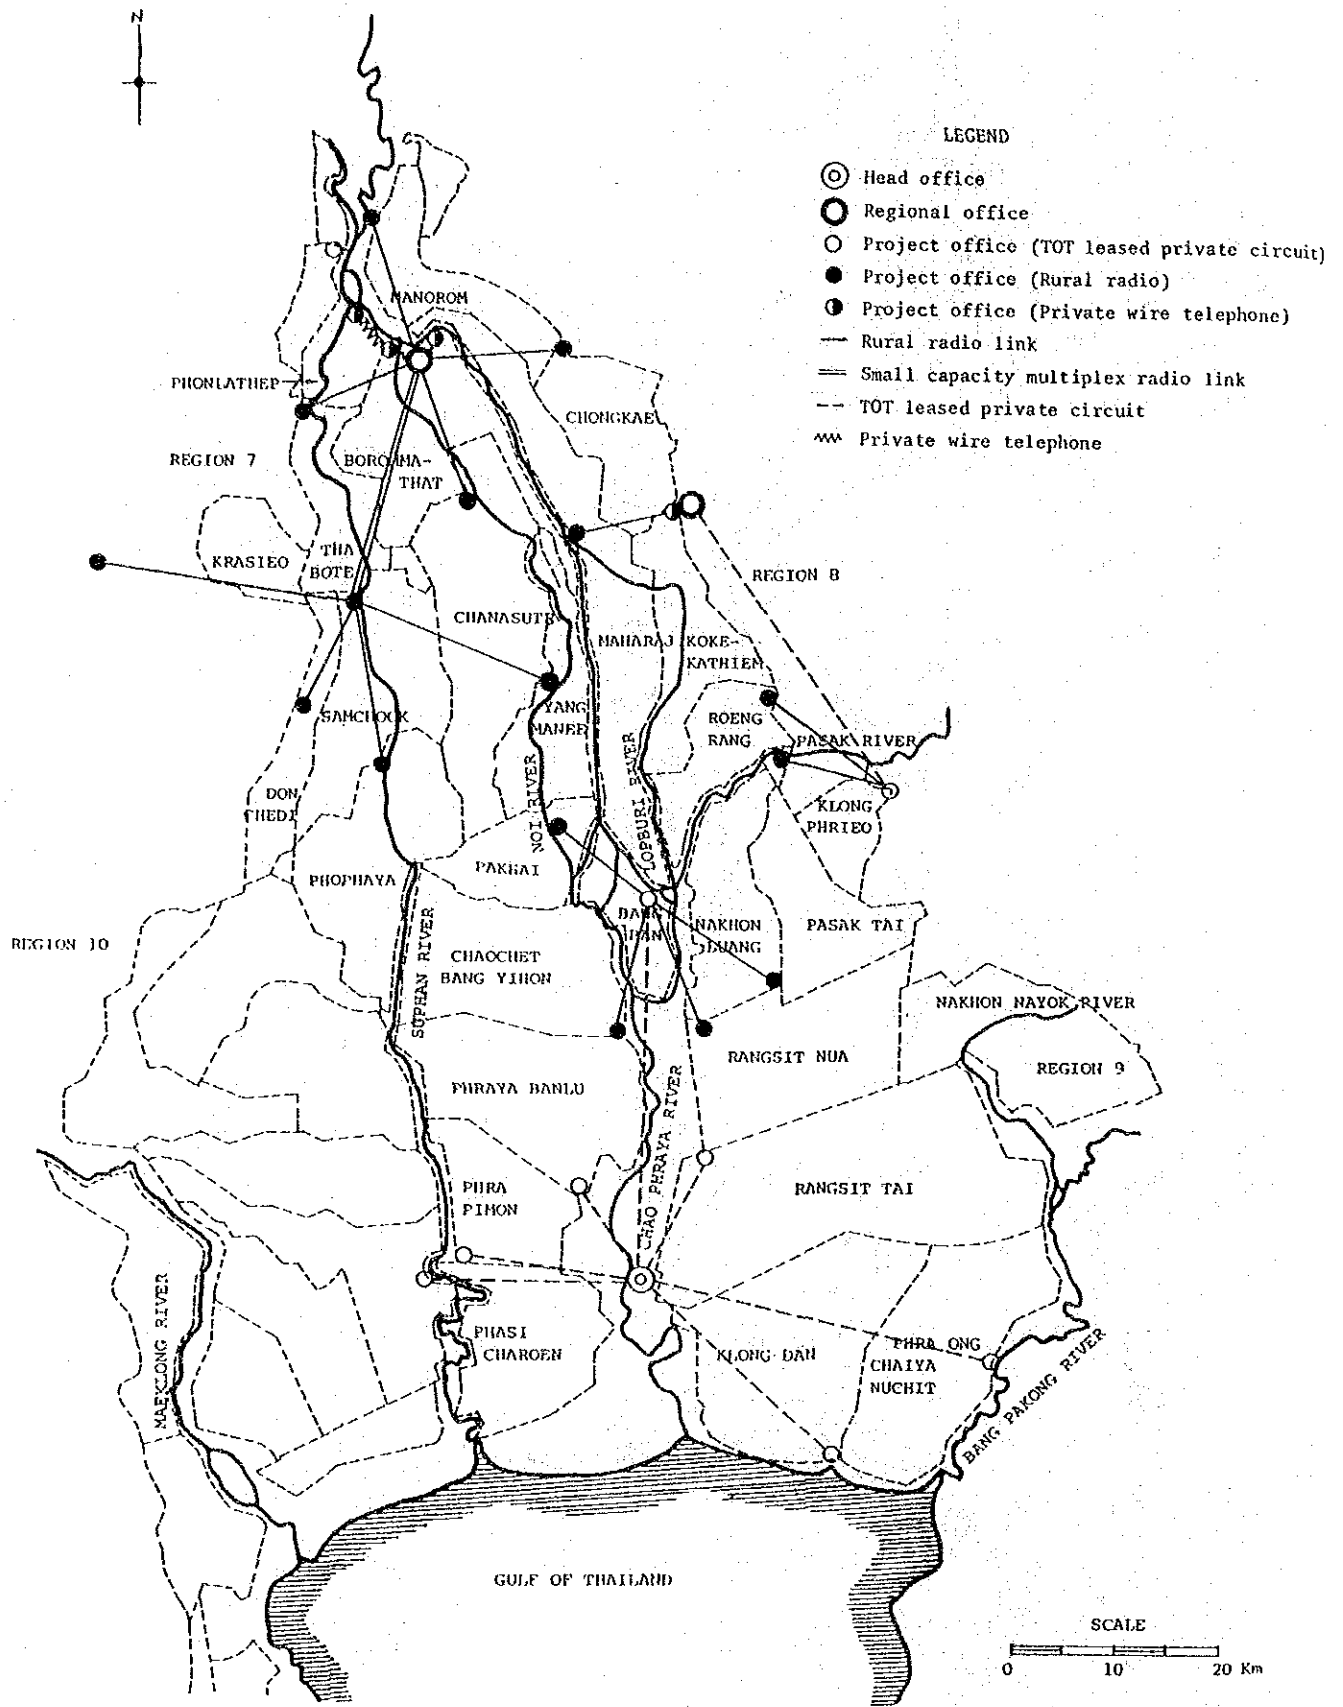 N
LEGEND
Head office
Regional office
Project office (TOT leased private circuit)
Project office (Rural radio)
Project office (Private wire telephone)
Rural radio link
Small capacity multiplex radio link
TOT leased private circuit
Private wire telephone
MANOROM
PHONLATHEP
CHONGKAE
REGION 7
BOROMA-
THAT
KRASIEO
THA
BOTE
REGION 8
CHANASUTE
MAHARAJ
KOKE-
KATHIEM
SAMCHOOK
YANG
MANEE
ROENG
RANG
PASAK RIVER
NOI RIVER
LOPBURI RIVER
DON
CHEDI
KLONG
PHRIEO
PHOPHAYA
PAKHAI
BANG
BAN
NAKHON
LUANG
PASAK TAI
REGION 10
CHAOCHET
BANG YIHON
SUPHAN RIVER
NAKHON NAYOK RIVER
RANGSIT NUA
REGION 9
PHRAYA BANLU
CHAO PHRAYA RIVER
PHRA
PIMON
RANGSIT TAI
MAEKLONG RIVER
PHASI
CHAROEN
KLONG DAN
PHRA ONG
CHAIYA
NUCHIT
BANG PAKONG RIVER
GULF OF THAILAND
SCALE
0 10 20 Km